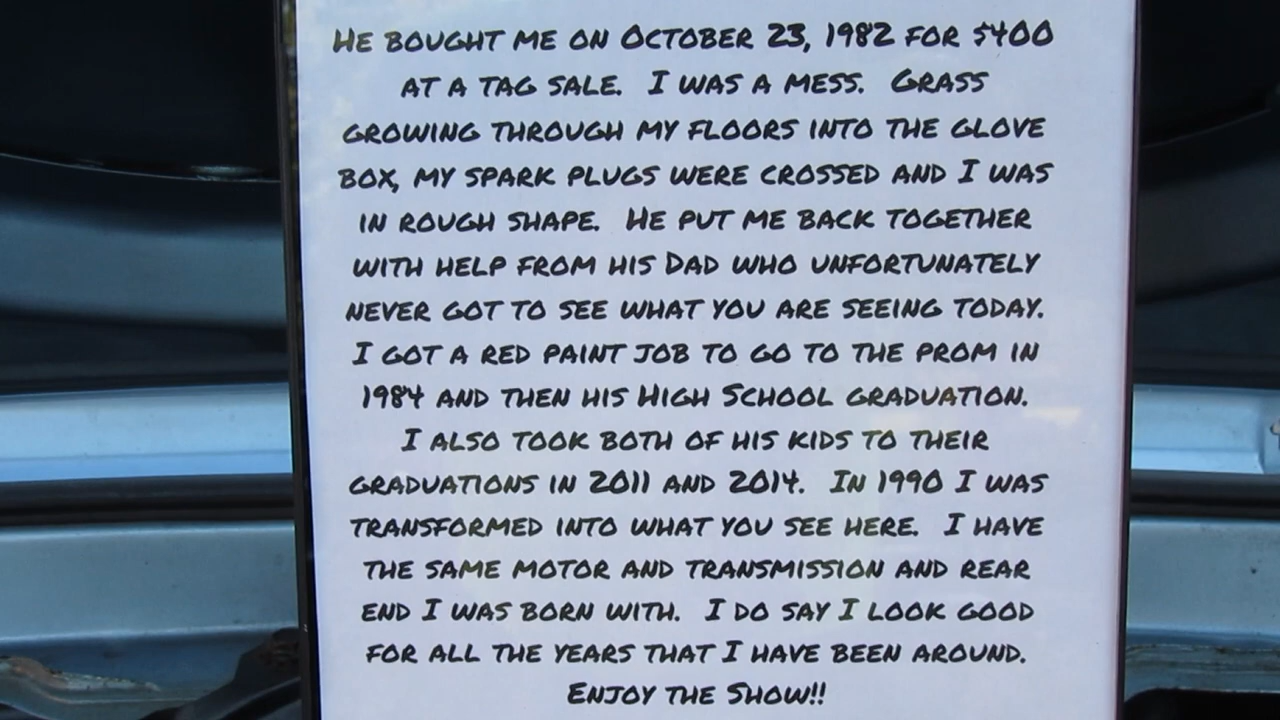 He bought me on October 23, 1982 for $400
at a tag sale. I was a mess. Grass
growing through my floors into the glove
box, my spark plugs were crossed and I was
in rough shape. He put me back together
with help from his Dad who unfortunately
never got to see what you are seeing today.
I got a red paint job to go to the prom in
1984 and then his High School graduation.
I also took both of his kids to their
graduations in 2011 and 2014. In 1990 I was
transformed into what you see here. I have
the same motor and transmission and rear
end I was born with. I do say I look good
for all the years that I have been around.
Enjoy the Show!!